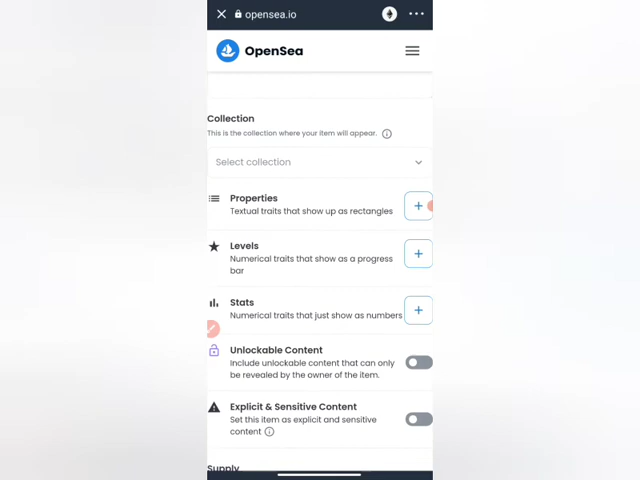 opensea.io
OpenSea
Collection
This is the collection where your item will appear.
Select collection
Properties
Textual traits that show up as rectangles
Levels
Numerical traits that show as a progress
bar
Stats
Numerical traits that just show as numbers
Unlockable Content
Include unlockable content that can only
be revealed by the owner of the item.
Explicit & Sensitive Content
Set this item as explicit and sensitive
content
Supply